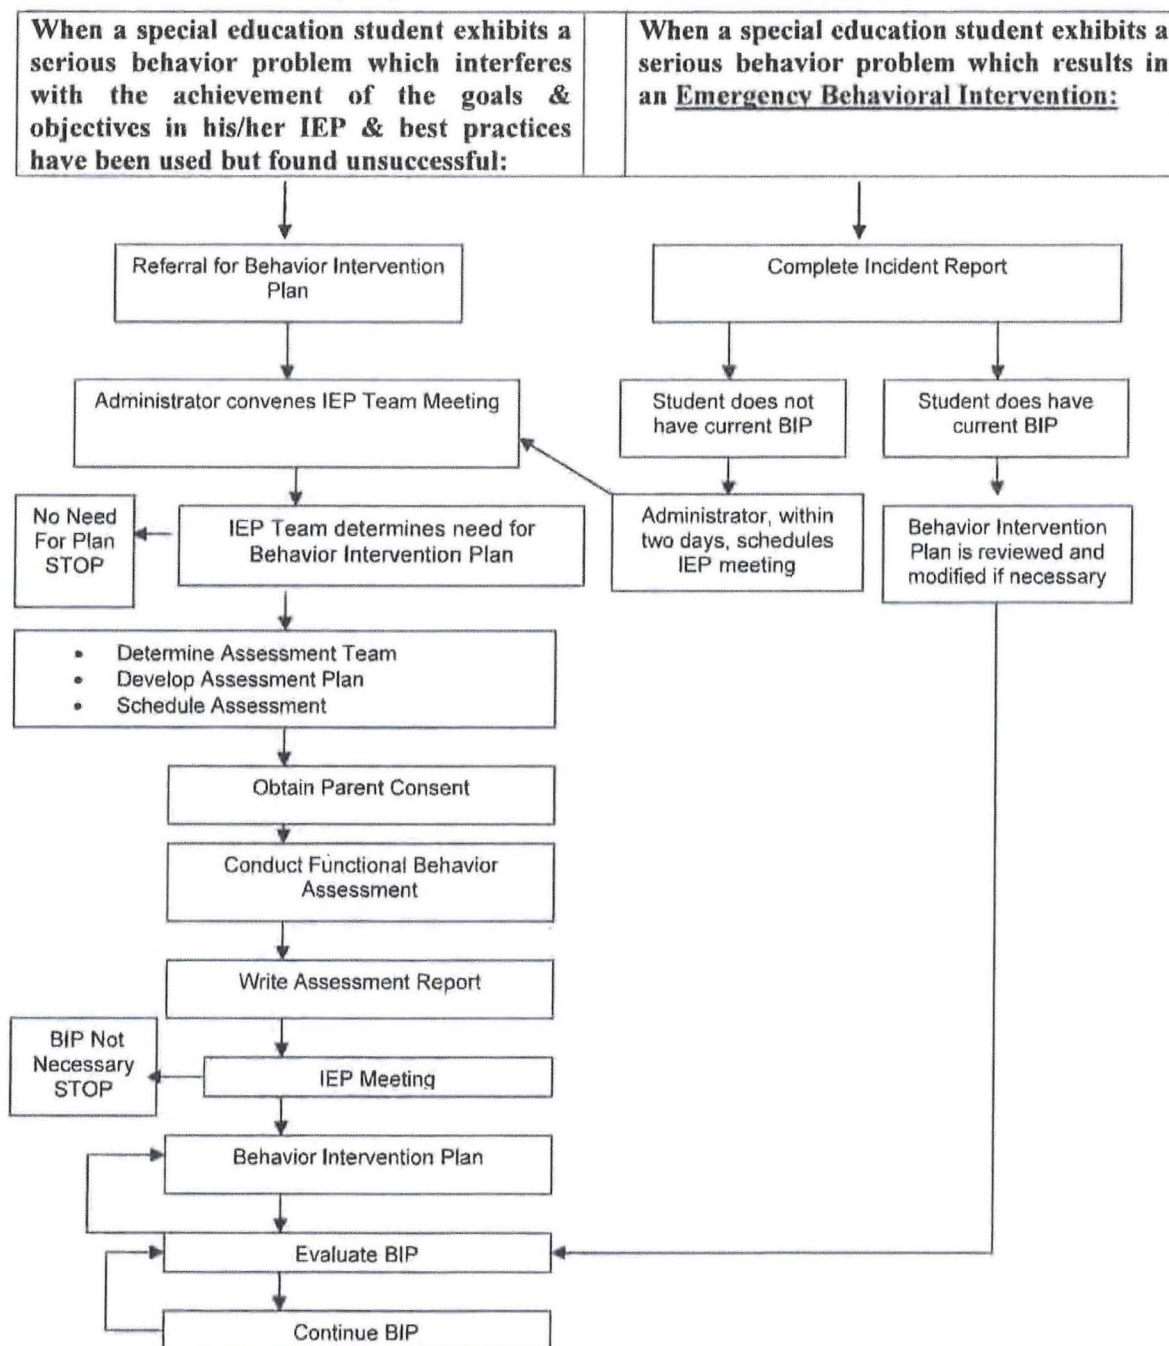 When a special education student exhibits a
serious behavior problem which interferes
with the achievement of the goals &
objectives in his/her IEP & best practices
have been used but found unsuccessful:
When a special education student exhibits a
serious behavior problem which results in
an Emergency Behavioral Intervention:
Referral for Behavior Intervention
Plan
Complete Incident Report
Administrator convenes IEP Team Meeting
Student does not
have current BIP
Student does have
current BIP
No Need
For Plan
STOP
IEP Team determines need for
Behavior Intervention Plan
Administrator, within
two days, schedules
IEP meeting
Behavior Intervention
Plan is reviewed and
modified if necessary
• Determine Assessment Team
• Develop Assessment Plan
• Schedule Assessment
Obtain Parent Consent
Conduct Functional Behavior
Assessment
Write Assessment Report
BIP Not
Necessary
STOP
IEP Meeting
Behavior Intervention Plan
Evaluate BIP
Continue BIP